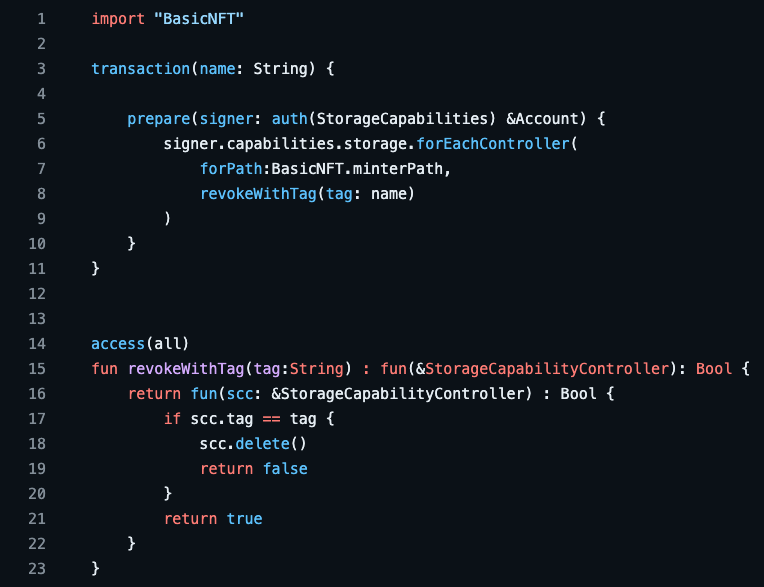 1 import "BasicNFT"
2
3 transaction(name: String) {
4
5 prepare(signer: auth(StorageCapabilities) &Account) {
6 signer.capabilities.storage.forEachController(
7 forPath:BasicNFT.minterPath,
8 revokeWithTag(tag: name)
9 )
10 }
11 }
12
13
14 access(all)
15 fun revokeWithTag(tag:String) : fun(&StorageCapabilityController): Bool {
16 return fun(scc: &StorageCapabilityController) : Bool {
17 if scc.tag == tag {
18 scc.delete()
19 return false
20 }
21 return true
22 }
23 }